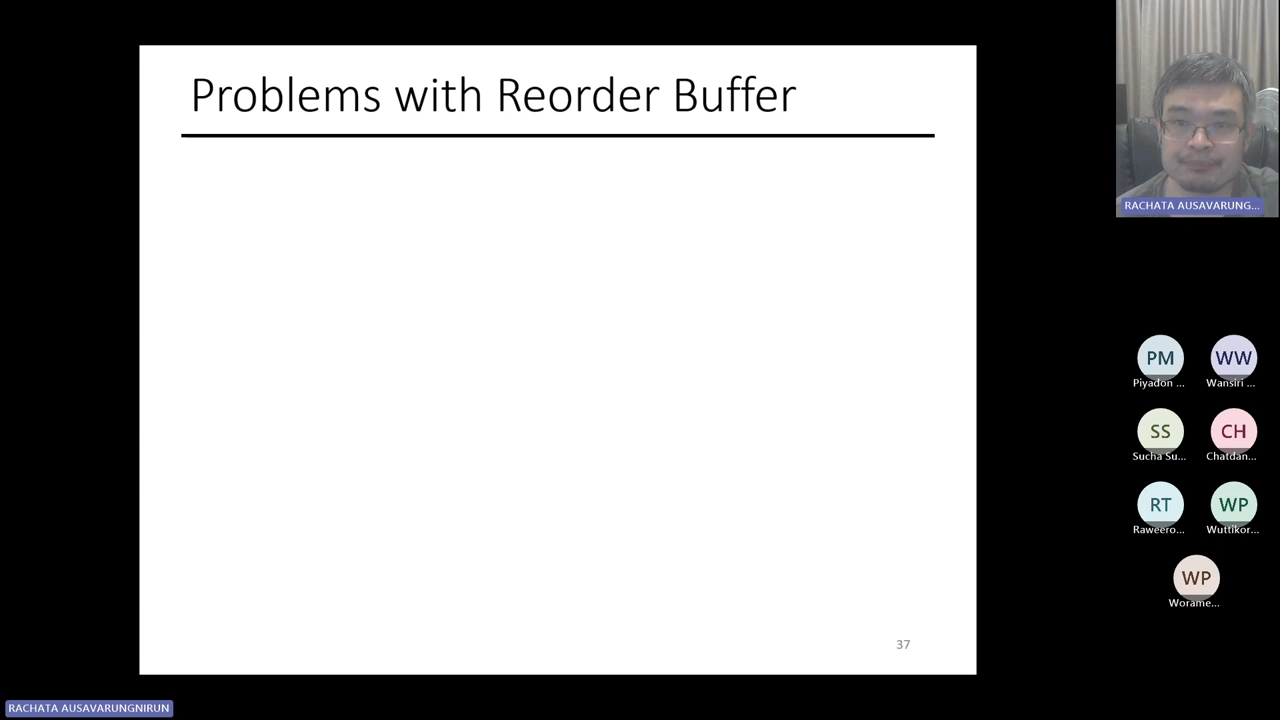 Problems with Reorder Buffer
37
RACHATA AUSAVARUNG...
PM
Piyadon ...
WW
Wansiri ...
SS
Sucha Su...
CH
Chatdan...
RT
Raweero...
WP
Wuttikor...
WP
Worame...
RACHATA AUSAVARUNGNIRUN